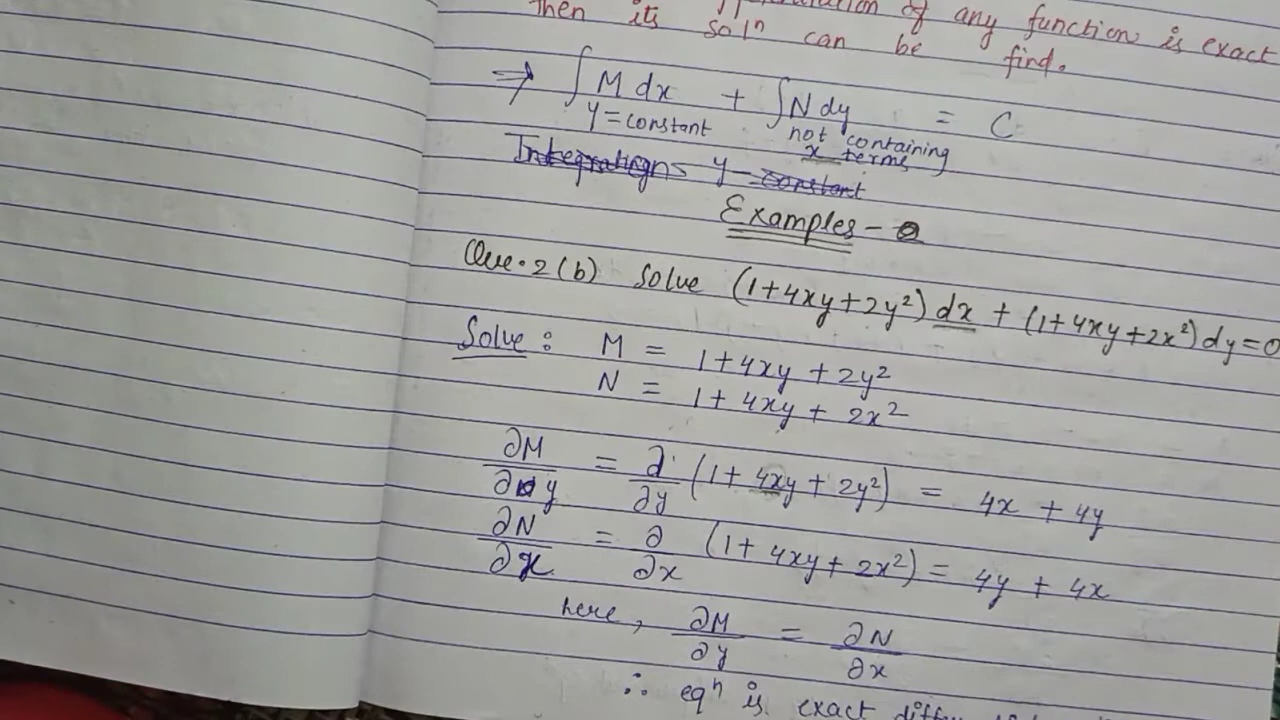 of any function is exact
Then its solⁿ can be find.
⇒ ∫ M dx + ∫ N dy = C
y = constant not containing
x terms
Integrating y = constant
Examples -
Que. 2 (b) Solve (1+4xy+2y²) dx + (1+4xy+2x²) dy = 0
Solve : M = 1+4xy+2y²
N = 1+4xy+2x²
∂M/∂y = ∂/∂y (1+4xy+2y²) = 4x + 4y
∂N/∂x = ∂/∂x (1+4xy+2x²) = 4y + 4x
here, ∂M/∂y = ∂N/∂x
∴ eqⁿ is exact